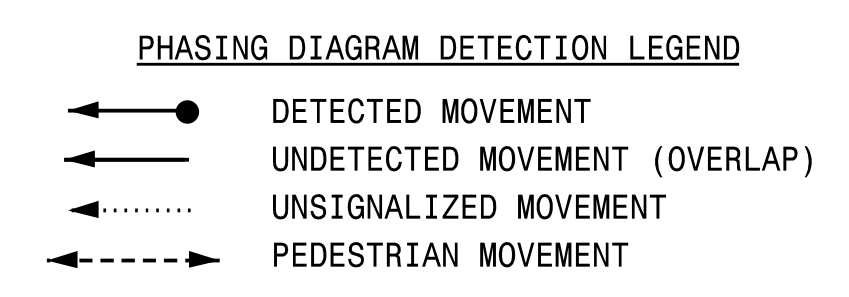 PHASING DIAGRAM DETECTION LEGEND
DETECTED MOVEMENT
UNDETECTED MOVEMENT (OVERLAP)
UNSIGNALIZED MOVEMENT
PEDESTRIAN MOVEMENT